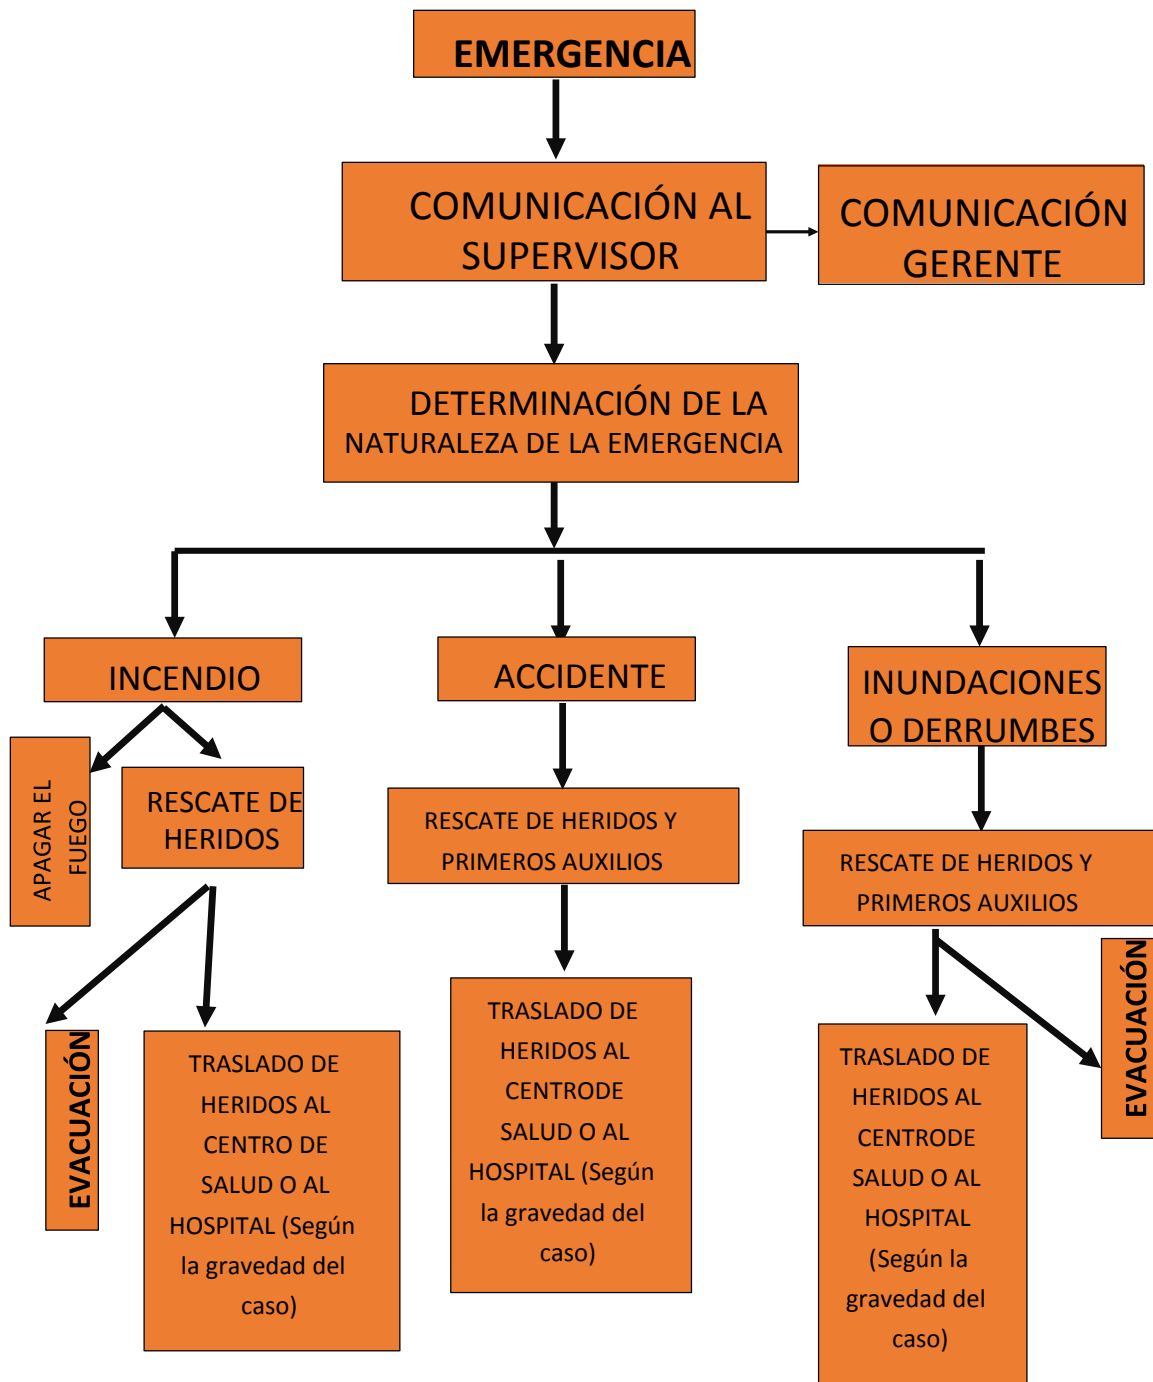 EMERGENCIA
COMUNICACIÓN AL
SUPERVISOR
COMUNICACIÓN
GERENTE
DETERMINACIÓN DE LA
NATURALEZA DE LA EMERGENCIA
INCENDIO
ACCIDENTE
INUNDACIONES
O DERRUMBES
APAGAR EL
FUEGO
RESCATE DE
HERIDOS
RESCATE DE HERIDOS Y
PRIMEROS AUXILIOS
RESCATE DE HERIDOS Y
PRIMEROS AUXILIOS
EVACUACIÓN
TRASLADO DE
HERIDOS AL
CENTRO DE
SALUD O AL
HOSPITAL (Según
la gravedad del
caso)
TRASLADO DE
HERIDOS AL
CENTRODE
SALUD O AL
HOSPITAL (Según
la gravedad del
caso)
TRASLADO DE
HERIDOS AL
CENTRODE
SALUD O AL
HOSPITAL
(Según la
gravedad del
caso)
EVACUACIÓN